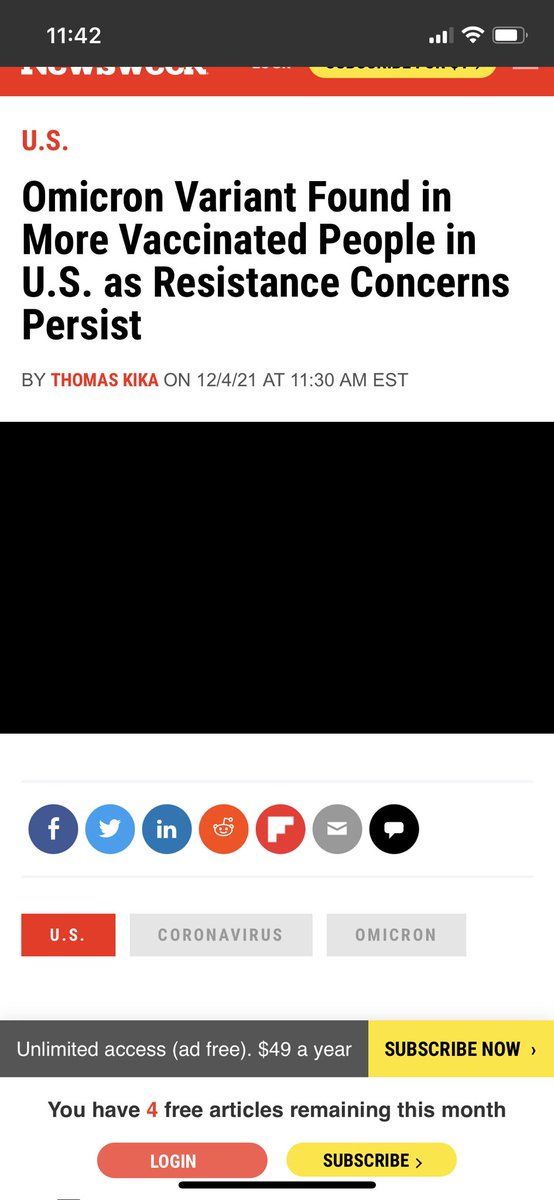 11:42
Newsweek
U.S.
Omicron Variant Found in
More Vaccinated People in
U.S. as Resistance Concerns
Persist
BY THOMAS KIKA ON 12/4/21 AT 11:30 AM EST
U.S.
CORONAVIRUS
OMICRON
Unlimited access (ad free). $49 a year
SUBSCRIBE NOW ›
You have 4 free articles remaining this month
LOGIN
SUBSCRIBE ›